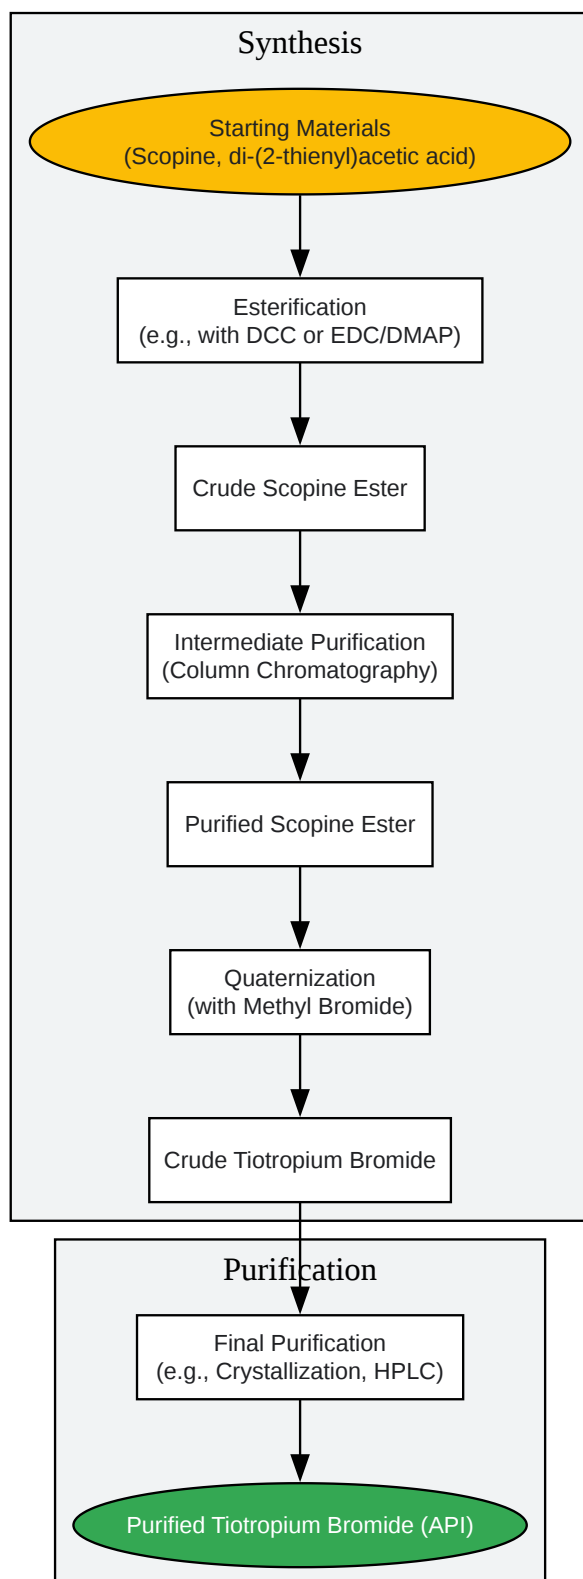 Synthesis
Starting Materials
(Scopine, di-(2-thienyl)acetic acid)
Esterification
(e.g., with DCC or EDC/DMAP)
Crude Scopine Ester
Intermediate Purification
(Column Chromatography)
Purified Scopine Ester
Quaternization
(with Methyl Bromide)
Crude Tiotropium Bromide
Purification
Final Purification
(e.g., Crystallization, HPLC)
Purified Tiotropium Bromide (API)